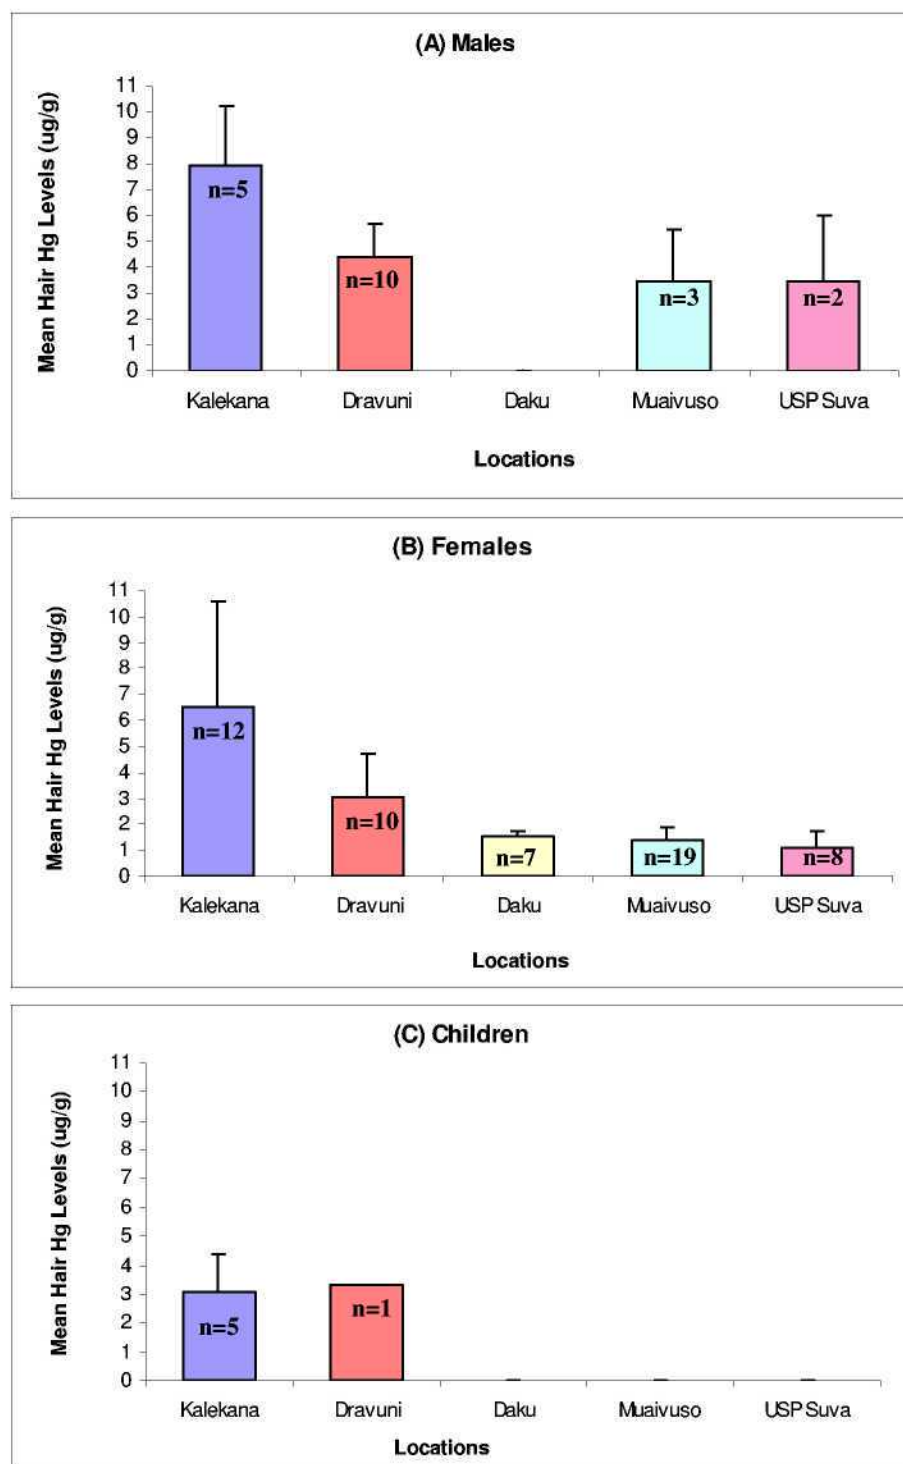 (A) Males
Mean Hair Hg Levels (ug/g)
11
10
9
8
7
6
5
4
3
2
1
0
n=5
n=10
n=3
n=2
Kalekana Dravuni Daku Muaivuso USP Suva
Locations
(B) Females
Mean Hair Hg Levels (ug/g)
11
10
9
8
7
6
5
4
3
2
1
0
n=12
n=10
n=7
n=19
n=8
Kalekana Dravuni Daku Muaivuso USP Suva
Locations
(C) Children
Mean Hair Hg Levels (ug/g)
11
10
9
8
7
6
5
4
3
2
1
0
n=5
n=1
Kalekana Dravuni Daku Muaivuso USP Suva
Locations